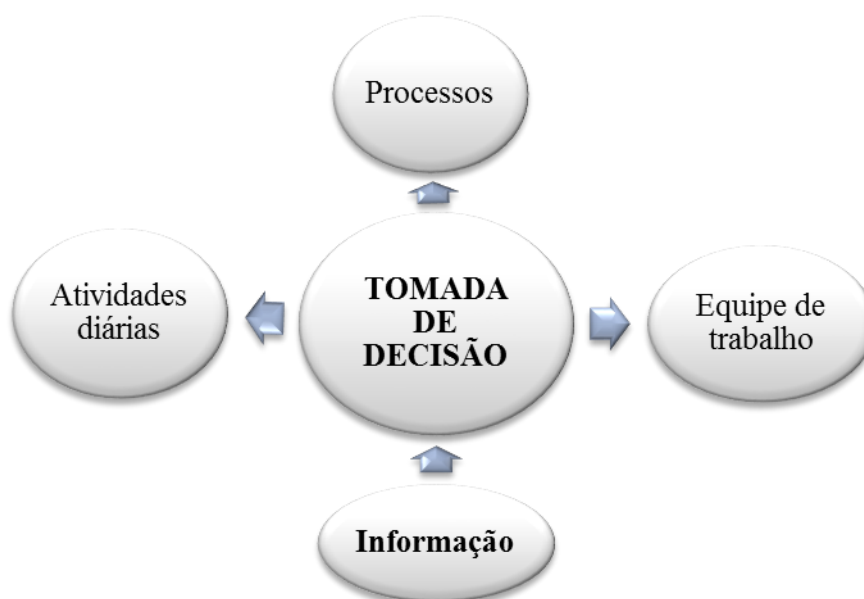 Processos
Atividades
diárias
TOMADA
DE
DECISÃO
Equipe de
trabalho
Informação